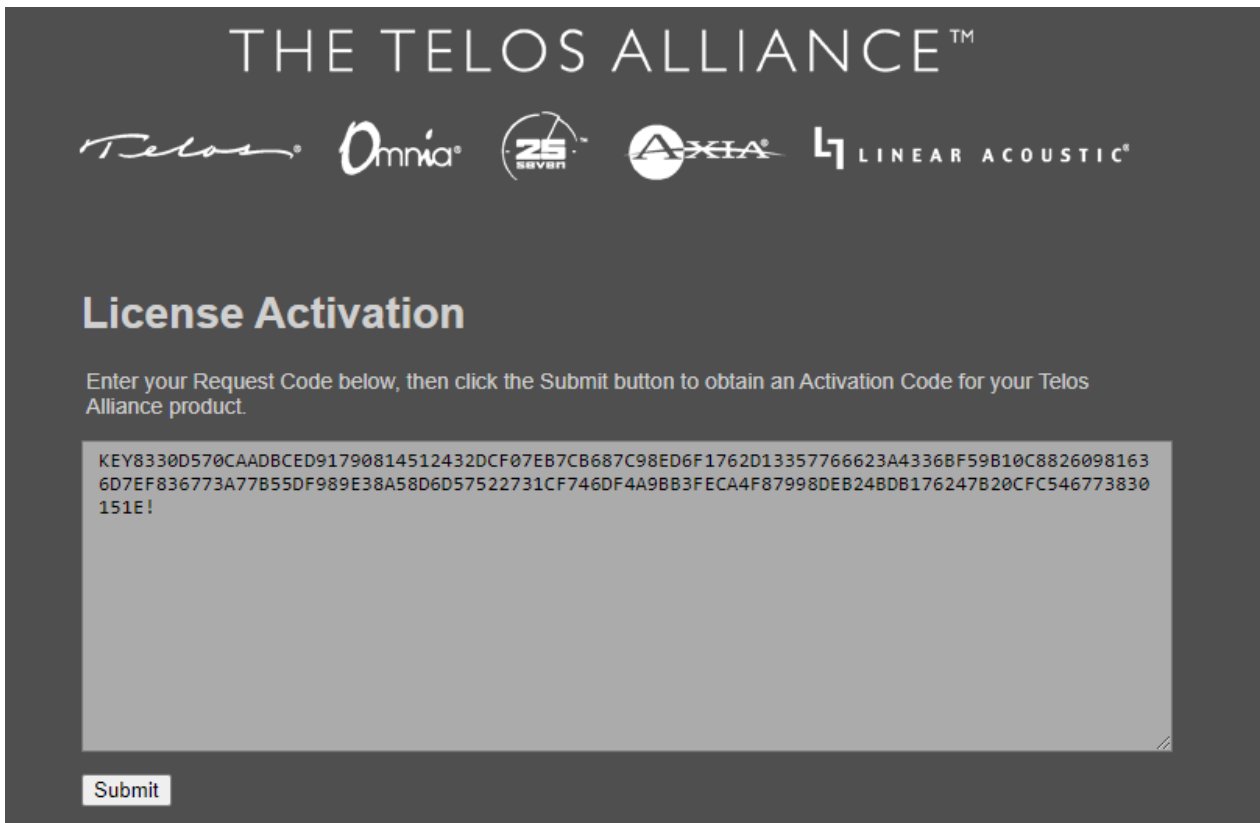 THE TELOS ALLIANCE™
Telos® Omnia® 25 SEVEN™ AXIA® LINEAR ACOUSTIC®
License Activation
Enter your Request Code below, then click the Submit button to obtain an Activation Code for your Telos
Alliance product.
KEY8330D570CAADBCED91790814512432DCF07EB7CB687C98ED6F1762D13357766623A4336BF59B10C8826098163
6D7EF836773A77B55DF989E38A58D6D57522731CF746DF4A9BB3FECA4F87998DEB24BDB176247B20CFC546773830
151E!
Submit